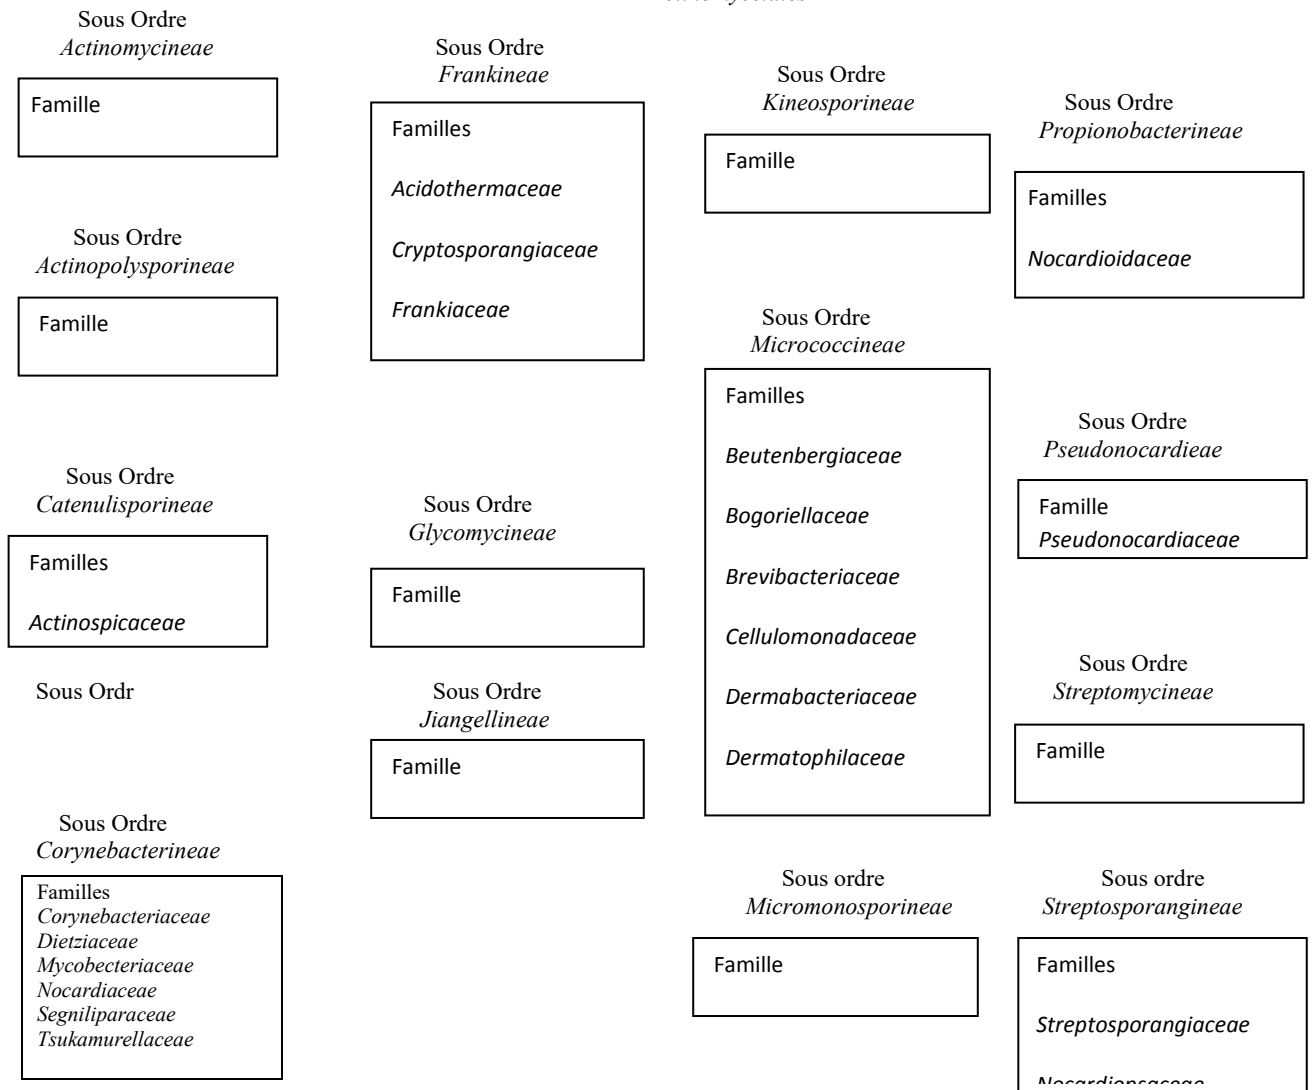 Sous Ordre
Actinomycineae
Famille
Sous Ordre
Actinopolysporineae
Famille
Sous Ordre
Catenulisporineae
Familles
Actinospicaceae
Sous Ordr
Sous Ordre
Corynebacterineae
Familles
Corynebacteriaceae
Dietziaceae
Mycobecteriaceae
Nocardiaceae
Segniliparaceae
Tsukamurellaceae
Sous Ordre
Frankineae
Familles
Acidothermaceae
Cryptosporangiaceae
Frankiaceae
Sous Ordre
Glycomycineae
Famille
Sous Ordre
Jiangellineae
Famille
Sous Ordre
Kineosporineae
Famille
Sous Ordre
Micrococcineae
Familles
Beutenbergiaceae
Bogoriellaceae
Brevibacteriaceae
Cellulomonadaceae
Dermabacteriaceae
Dermatophilaceae
Sous ordre
Micromonosporineae
Famille
Sous Ordre
Propionobacterineae
Familles
Nocardioidaceae
Sous Ordre
Pseudonocardieae
Famille
Pseudonocardiaceae
Sous Ordre
Streptomycineae
Famille
Sous ordre
Streptosporangineae
Familles
Streptosporangiaceae